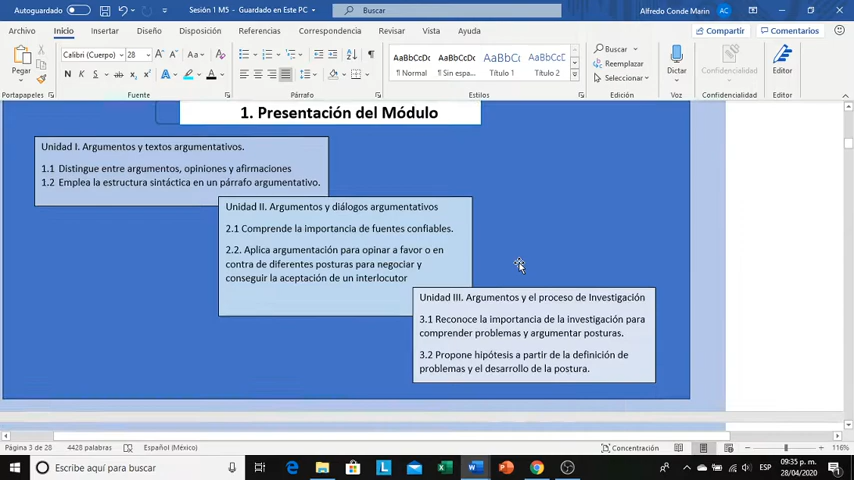 Autoguardado
Sesión 1 M5 - Guardado en Este PC
Buscar
Alfredo Conde Marin
AC
Archivo Inicio Insertar Diseño Disposición Referencias Correspondencia Revisar Vista Ayuda
Compartir Comentarios
Pegar
Calibri (Cuerpo) 28
N K S
AaBbCcDc AaBbCcDc AaBbCc AaBbCcD
¶ Normal ¶ Sin espa... Título 1 Título 2
Buscar
Reemplazar
Seleccionar
Dictar
Confidencialidad
Editor
Portapapeles Fuente Párrafo Estilos Edición Voz Confidencialidad Editor
1. Presentación del Módulo
Unidad I. Argumentos y textos argumentativos.
1.1 Distingue entre argumentos, opiniones y afirmaciones
1.2 Emplea la estructura sintáctica en un párrafo argumentativo.
Unidad II. Argumentos y diálogos argumentativos
2.1 Comprende la importancia de fuentes confiables.
2.2. Aplica argumentación para opinar a favor o en
contra de diferentes posturas para negociar y
conseguir la aceptación de un interlocutor
Unidad III. Argumentos y el proceso de Investigación
3.1 Reconoce la importancia de la investigación para
comprender problemas y argumentar posturas.
3.2 Propone hipótesis a partir de la definición de
problemas y el desarrollo de la postura.
Página 3 de 28 4428 palabras Español (México) Concentración 116%
Escribe aquí para buscar
ESP
09:35 p. m.
28/04/2020